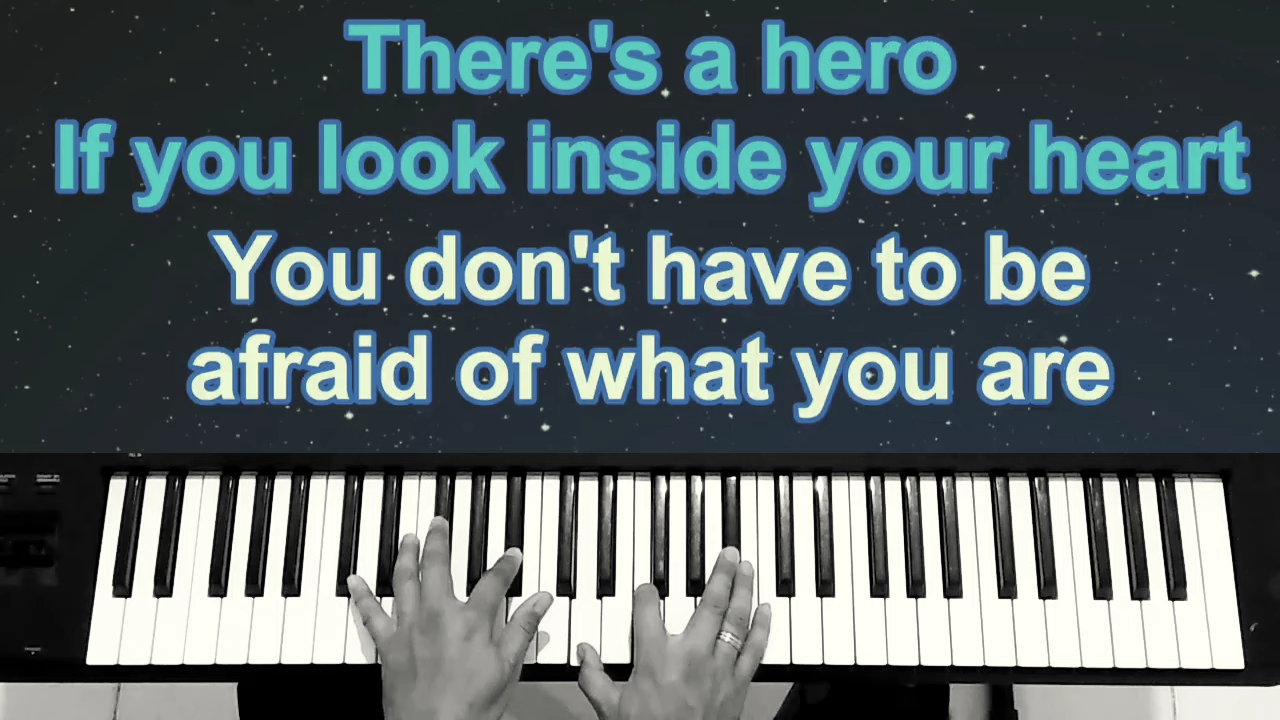 There's a hero
If you look inside your heart
You don't have to be
afraid of what you are